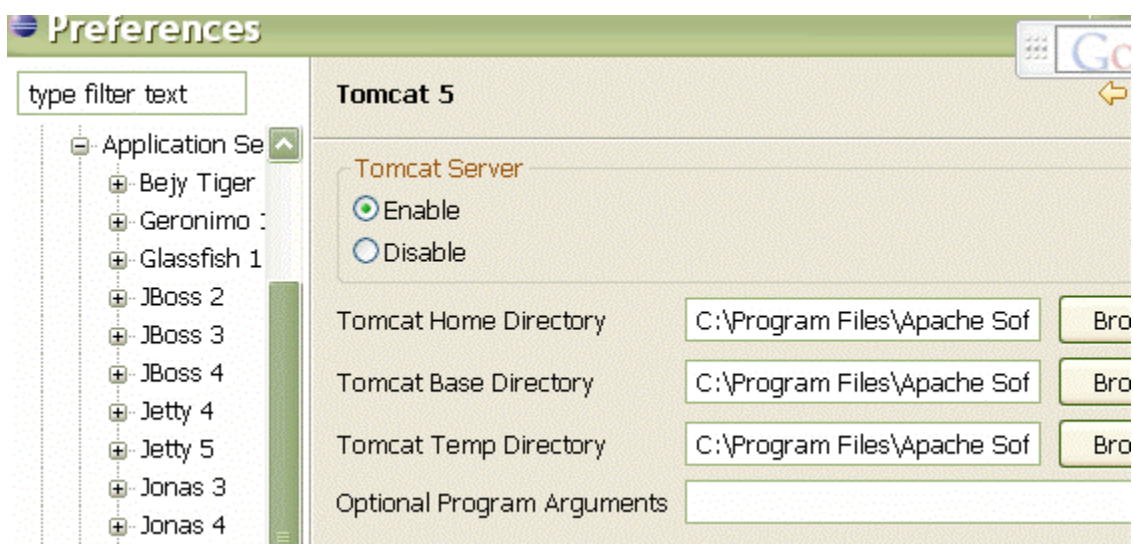 Preferences
type filter text
Application Se
Bejy Tiger
Geronimo
Glassfish 1
JBoss 2
JBoss 3
JBoss 4
Jetty 4
Jetty 5
Jonas 3
Jonas 4
Go
Tomcat 5
Tomcat Server
Enable
Disable
Tomcat Home Directory C:\Program Files\Apache Sof Bro
Tomcat Base Directory C:\Program Files\Apache Sof Bro
Tomcat Temp Directory C:\Program Files\Apache Sof Bro
Optional Program Arguments